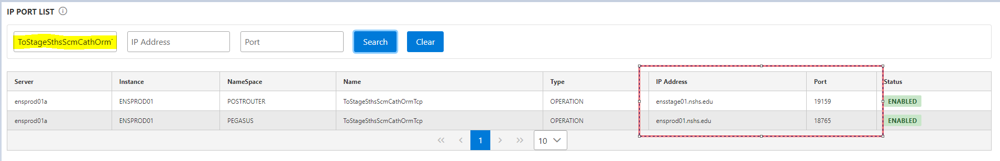 IP PORT LIST
ToStageSthsScmCathOrmT IP Address Port Search Clear
Server Instance NameSpace Name Type IP Address Port Status
ensprod01a ENSPROD01 POSTROUTER ToStageSthsScmCathOrmTcp OPERATION ensstage01.nshs.edu 19159 ENABLED
ensprod01a ENSPROD01 PEGASUS ToStageSthsScmCathOrmTcp OPERATION ensprod01.nshs.edu 18765 ENABLED
1 10